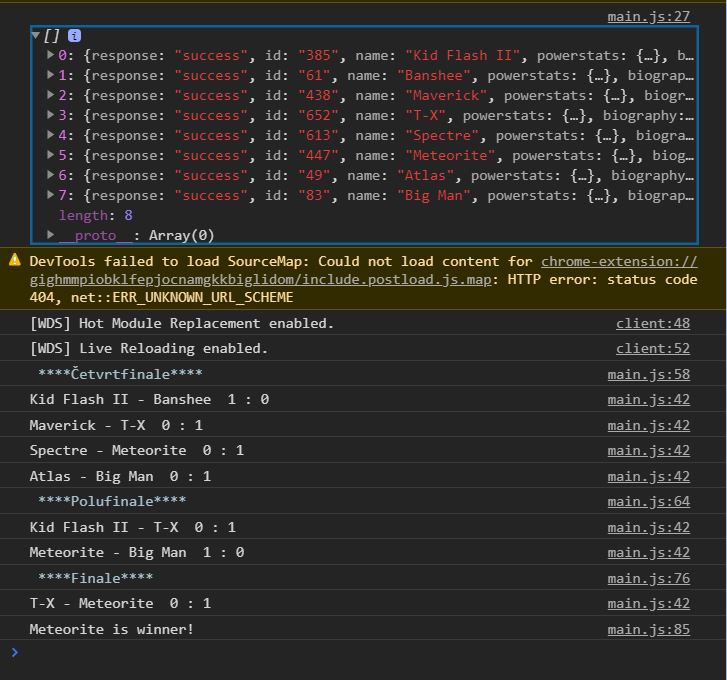 main.js:27
▼[] i
▶0: {response: "success", id: "385", name: "Kid Flash II", powerstats: {…}, b…
▶1: {response: "success", id: "61", name: "Banshee", powerstats: {…}, biograp…
▶2: {response: "success", id: "438", name: "Maverick", powerstats: {…}, biogr…
▶3: {response: "success", id: "652", name: "T-X", powerstats: {…}, biography:…
▶4: {response: "success", id: "613", name: "Spectre", powerstats: {…}, biogra…
▶5: {response: "success", id: "447", name: "Meteorite", powerstats: {…}, biog…
▶6: {response: "success", id: "49", name: "Atlas", powerstats: {…}, biography…
▶7: {response: "success", id: "83", name: "Big Man", powerstats: {…}, biograp…
length: 8
▶__proto__: Array(0)
DevTools failed to load SourceMap: Could not load content for chrome-extension://
gighmmpiobklfepjocnamgkkbiglidom/include.postload.js.map: HTTP error: status code
404, net::ERR_UNKNOWN_URL_SCHEME
[WDS] Hot Module Replacement enabled. client:48
[WDS] Live Reloading enabled. client:52
****Četvrtfinale**** main.js:58
Kid Flash II - Banshee 1 : 0 main.js:42
Maverick - T-X 0 : 1 main.js:42
Spectre - Meteorite 0 : 1 main.js:42
Atlas - Big Man 0 : 1 main.js:42
****Polufinale**** main.js:64
Kid Flash II - T-X 0 : 1 main.js:42
Meteorite - Big Man 1 : 0 main.js:42
****Finale**** main.js:76
T-X - Meteorite 0 : 1 main.js:42
Meteorite is winner! main.js:85